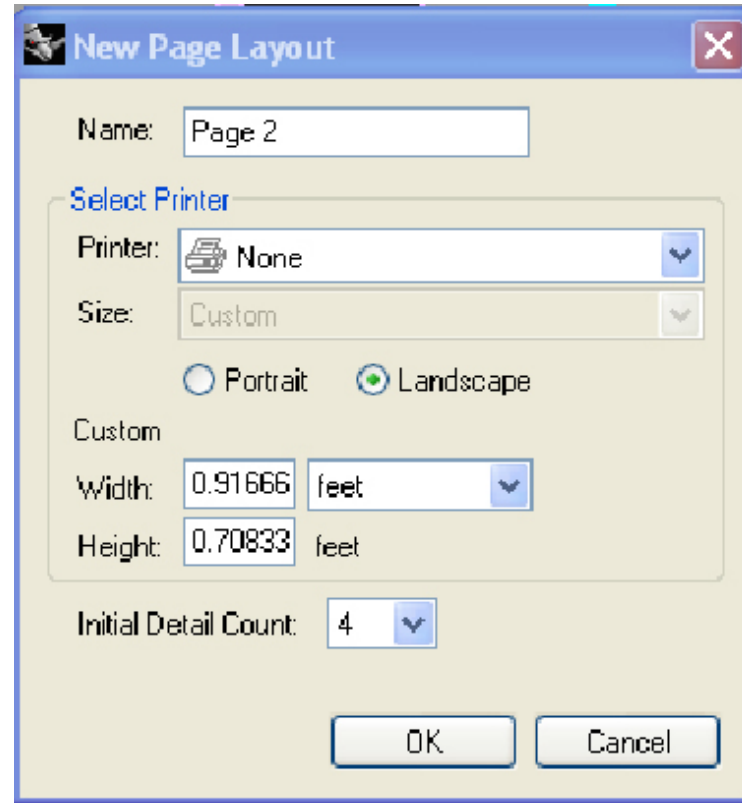 New Page Layout
Name: Page 2
Select Printer
Printer: None
Size: Custom
Portrait Landscape
Custom
Width: 0.91666 feet
Height: 0.70833 feet
Initial Detail Count: 4
OK Cancel